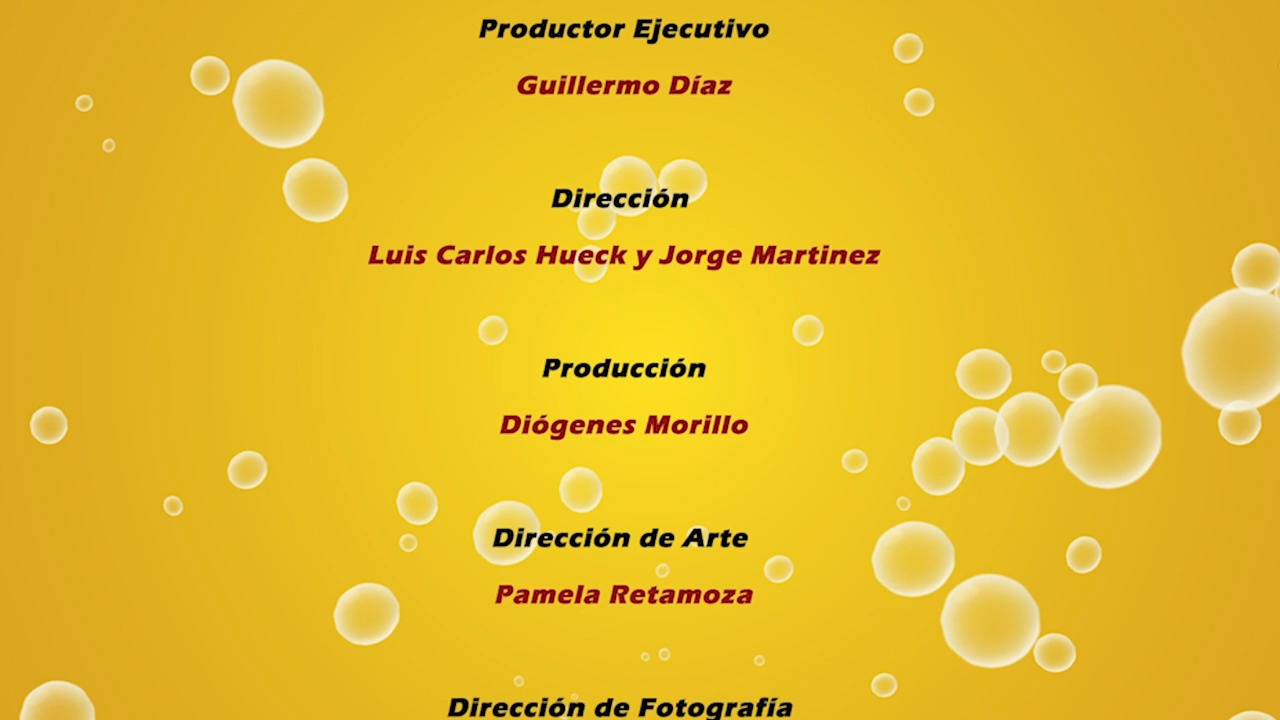 Productor Ejecutivo
Guillermo Díaz
Dirección
Luis Carlos Hueck y Jorge Martinez
Producción
Diógenes Morillo
Dirección de Arte
Pamela Retamoza
Dirección de Fotografía